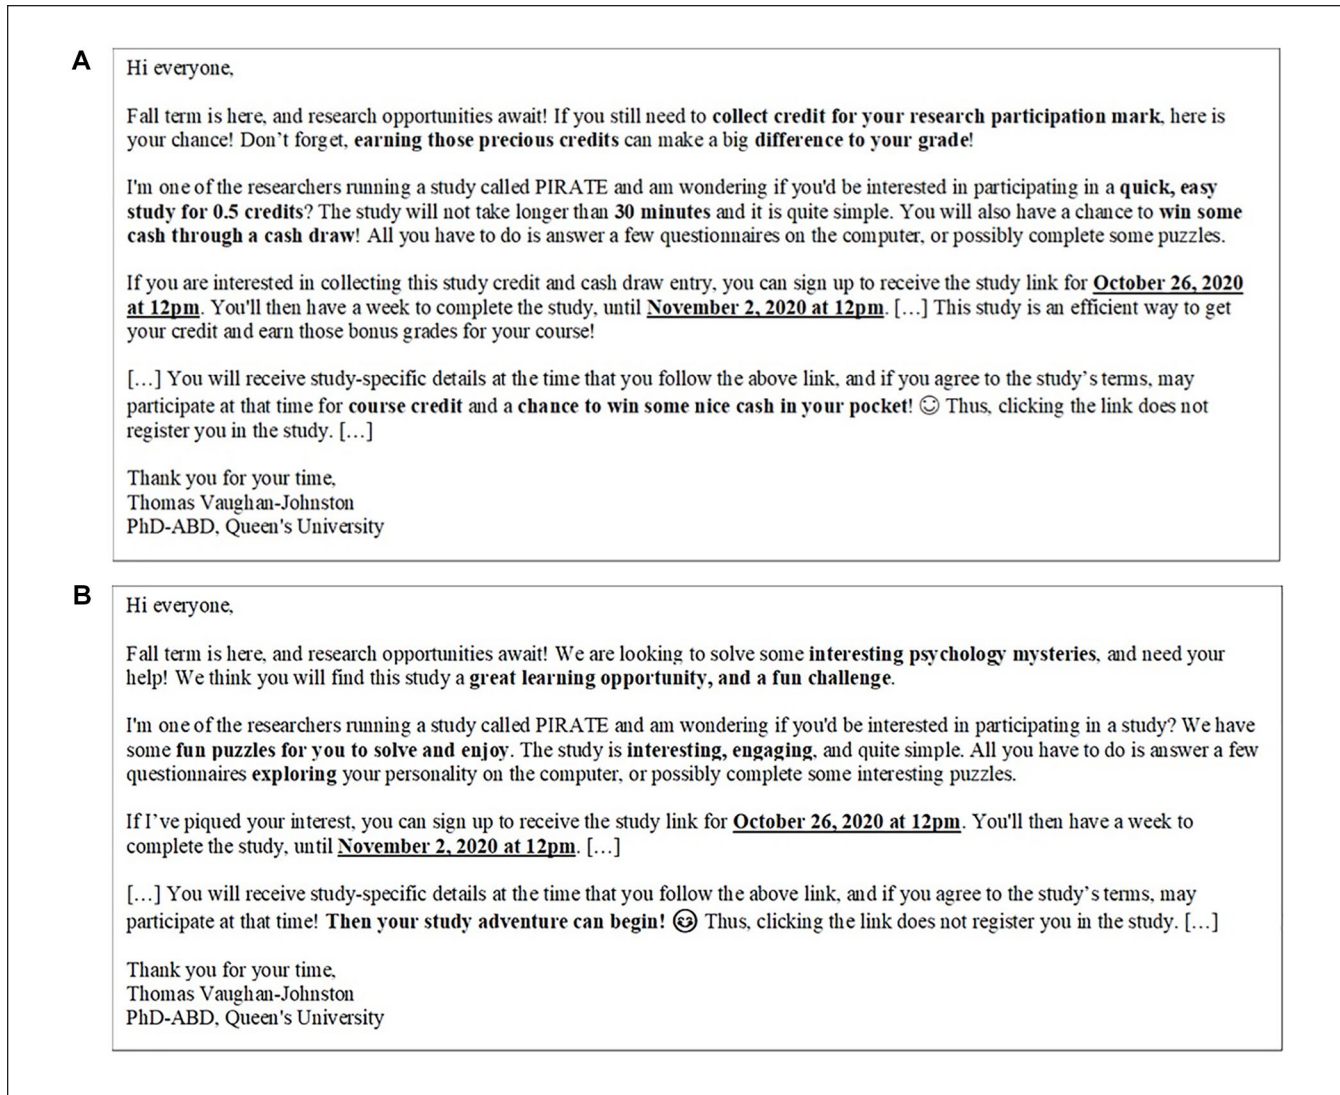 A
Hi everyone,
Fall term is here, and research opportunities await! If you still need to collect credit for your research participation mark, here is
your chance! Don’t forget, earning those precious credits can make a big difference to your grade!
I'm one of the researchers running a study called PIRATE and am wondering if you'd be interested in participating in a quick, easy
study for 0.5 credits? The study will not take longer than 30 minutes and it is quite simple. You will also have a chance to win some
cash through a cash draw! All you have to do is answer a few questionnaires on the computer, or possibly complete some puzzles.
If you are interested in collecting this study credit and cash draw entry, you can sign up to receive the study link for October 26, 2020
at 12pm. You'll then have a week to complete the study, until November 2, 2020 at 12pm. […] This study is an efficient way to get
your credit and earn those bonus grades for your course!
[…] You will receive study-specific details at the time that you follow the above link, and if you agree to the study’s terms, may
participate at that time for course credit and a chance to win some nice cash in your pocket! ☺ Thus, clicking the link does not
register you in the study. […]
Thank you for your time,
Thomas Vaughan-Johnston
PhD-ABD, Queen's University
B
Hi everyone,
Fall term is here, and research opportunities await! We are looking to solve some interesting psychology mysteries, and need your
help! We think you will find this study a great learning opportunity, and a fun challenge.
I'm one of the researchers running a study called PIRATE and am wondering if you'd be interested in participating in a study? We have
some fun puzzles for you to solve and enjoy. The study is interesting, engaging, and quite simple. All you have to do is answer a few
questionnaires exploring your personality on the computer, or possibly complete some interesting puzzles.
If I’ve piqued your interest, you can sign up to receive the study link for October 26, 2020 at 12pm. You'll then have a week to
complete the study, until November 2, 2020 at 12pm. […]
[…] You will receive study-specific details at the time that you follow the above link, and if you agree to the study’s terms, may
participate at that time! Then your study adventure can begin! 😊 Thus, clicking the link does not register you in the study. […]
Thank you for your time,
Thomas Vaughan-Johnston
PhD-ABD, Queen's University